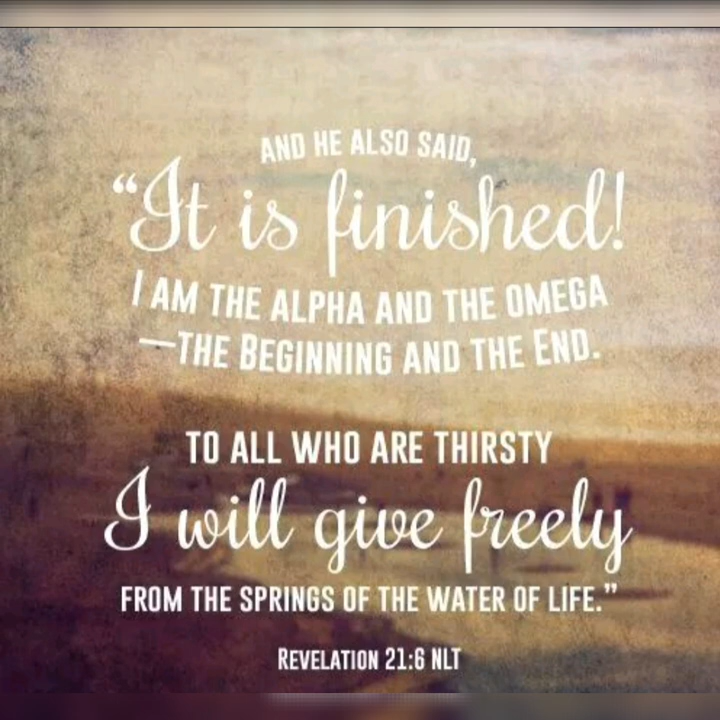 AND HE ALSO SAID,
“It is finished!
I AM THE ALPHA AND THE OMEGA
—THE BEGINNING AND THE END.
TO ALL WHO ARE THIRSTY
I will give freely
FROM THE SPRINGS OF THE WATER OF LIFE.”
REVELATION 21:6 NLT